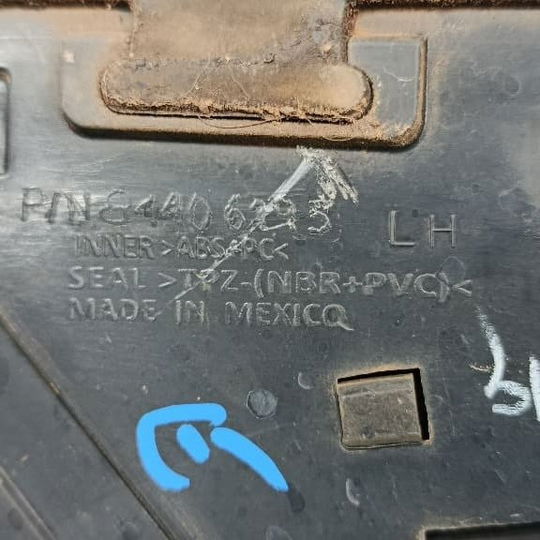 P/N 84406293 LH
INNER >ABS+PC<
SEAL >TPZ-(NBR+PVC)<
MADE IN MEXICO